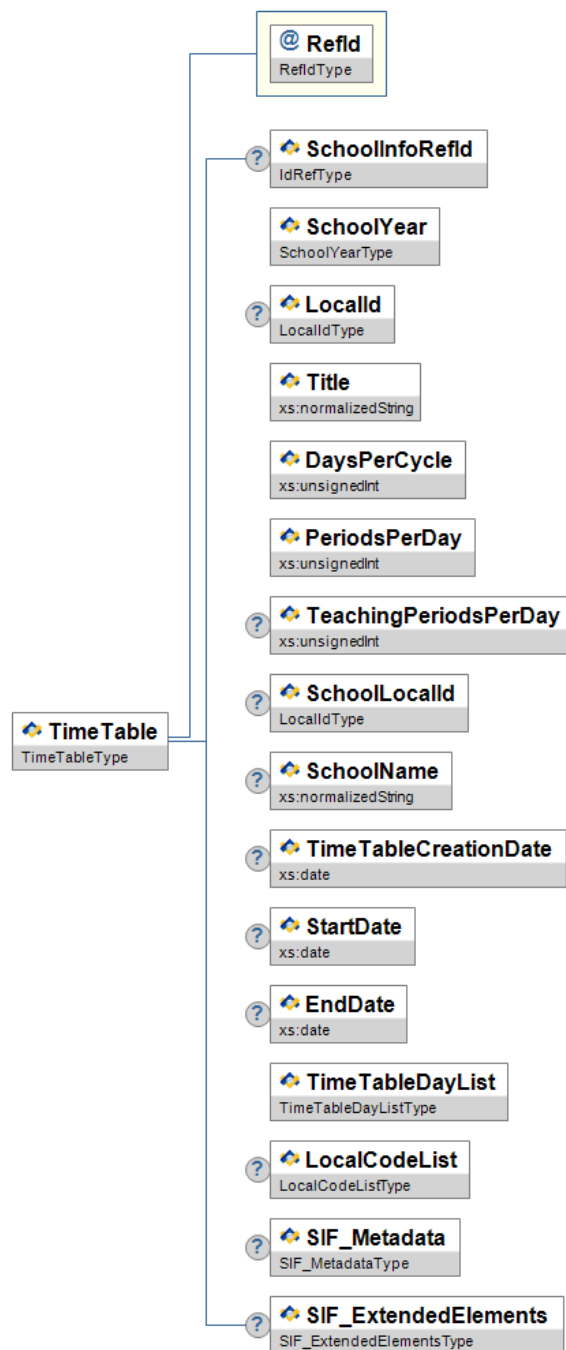 @ RefId
RefIdType
? SchoolInfoRefId
IdRefType
SchoolYear
SchoolYearType
? LocalId
LocalIdType
Title
xs:normalizedString
DaysPerCycle
xs:unsignedInt
PeriodsPerDay
xs:unsignedInt
? TeachingPeriodsPerDay
xs:unsignedInt
? SchoolLocalId
LocalIdType
TimeTable
TimeTableType
? SchoolName
xs:normalizedString
? TimeTableCreationDate
xs:date
? StartDate
xs:date
? EndDate
xs:date
TimeTableDayList
TimeTableDayListType
? LocalCodeList
LocalCodeListType
? SIF_Metadata
SIF_MetadataType
? SIF_ExtendedElements
SIF_ExtendedElementsType